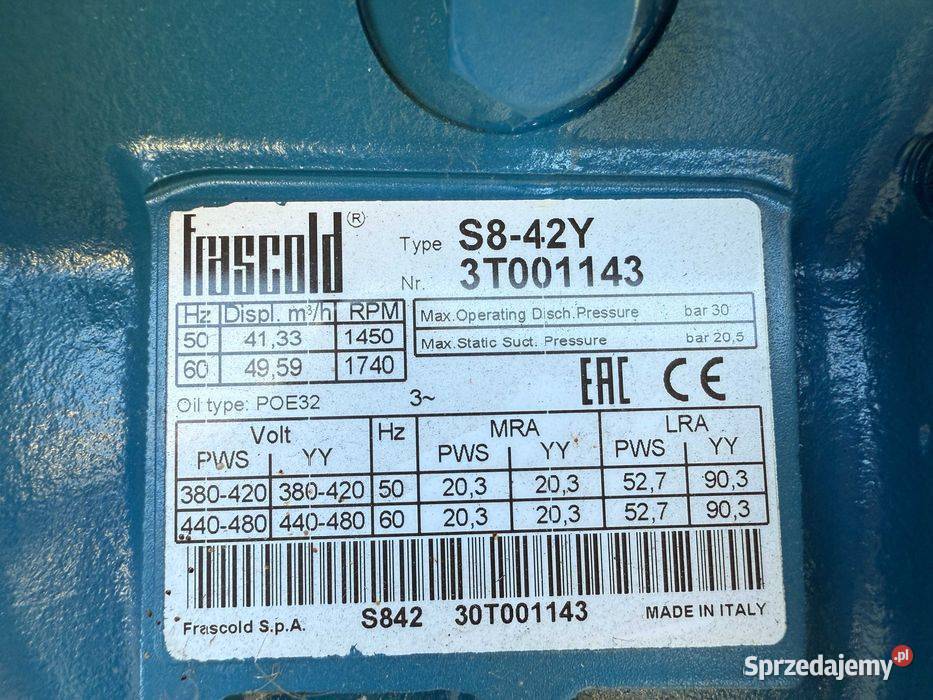 Frascold ® Type S8-42Y
Nr. 3T001143
Hz Displ. m³/h RPM
50 41,33 1450
60 49,59 1740
Max.Operating Disch.Pressure bar 30
Max.Static Suct. Pressure bar 20,5
EAC CE
Oil type: POE32 3~
Volt Hz MRA LRA
PWS YY PWS YY PWS YY
380-420 380-420 50 20,3 20,3 52,7 90,3
440-480 440-480 60 20,3 20,3 52,7 90,3
Frascold S.p.A. S842 30T001143 MADE IN ITALY
Sprzedajemy.pl